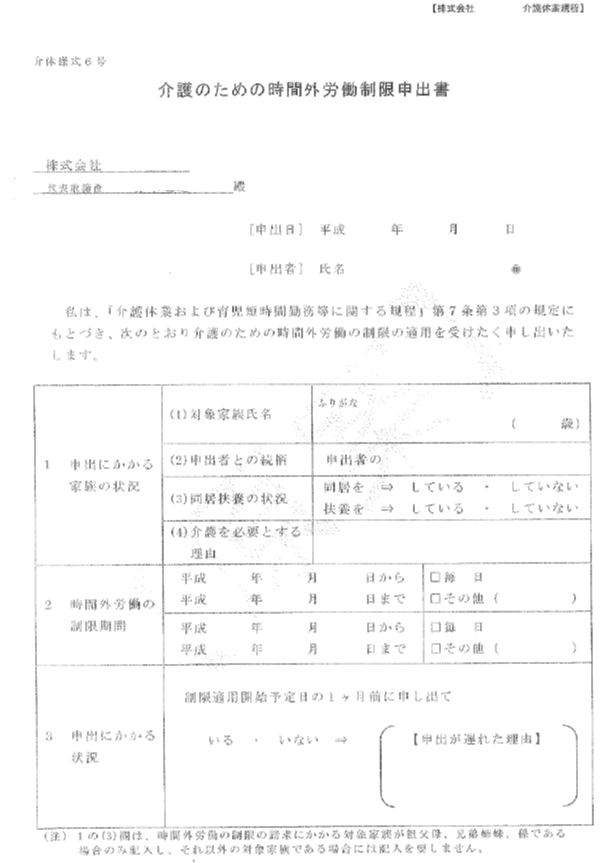 【株式会社　　　介護休業規程】
介休様式６号
介護のための時間外労働制限申出書
株式会社
代表取締役　　　殿
［申出日］　平成　　年　　月　　日
［申出者］　氏名　　　　㊞
私は、「介護休業および育児短時間勤務等に関する規程」第７条第３項の規定に
もとづき、次のとおり介護のための時間外労働の制限の適用を受けたく申し出いた
します。
１　申出にかかる
家族の状況
(1)対象家族氏名
ふりがな
（　　歳）
(2)申出者との続柄
申出者の
(3)同居扶養の状況
同居を　⇒　している　・　していない
扶養を　⇒　している　・　していない
(4)介護を必要とする
理由
２　時間外労働の
制限期間
平成　　年　　月　　日から　□毎　日
平成　　年　　月　　日まで　□その他（　　　）
平成　　年　　月　　日から　□毎　日
平成　　年　　月　　日まで　□その他（　　　）
３　申出にかかる
状況
制限適用開始予定日の１ヶ月前に申し出て
いる　・　いない　⇒　【申出が遅れた理由】
（注）１の(3)欄は、時間外労働の制限の請求にかかる対象家族が祖父母、兄弟姉妹、孫である
場合のみ記入し、それ以外の対象家族である場合には記入を要しません。